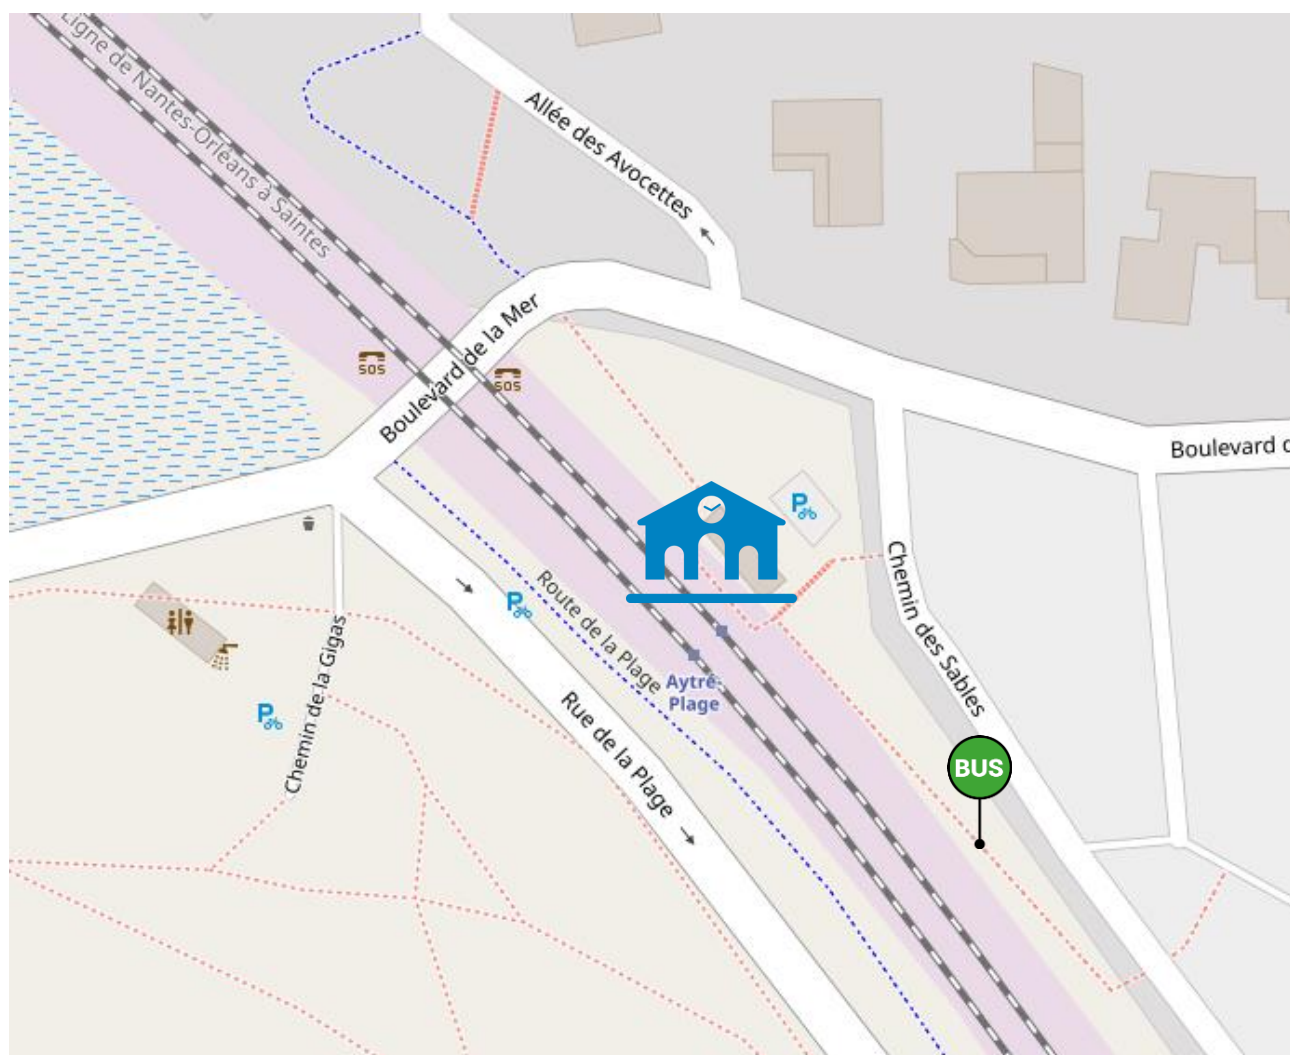 Ligne de Nantes-Orléans à Saintes
Allée des Avocettes
Boulevard de la Mer
SOS
SOS
Boulevard d
P
Chemin des Sables
Route de la Plage
P
Aytré-
Plage
Rue de la Plage
Chemin de la Gigas
P
BUS